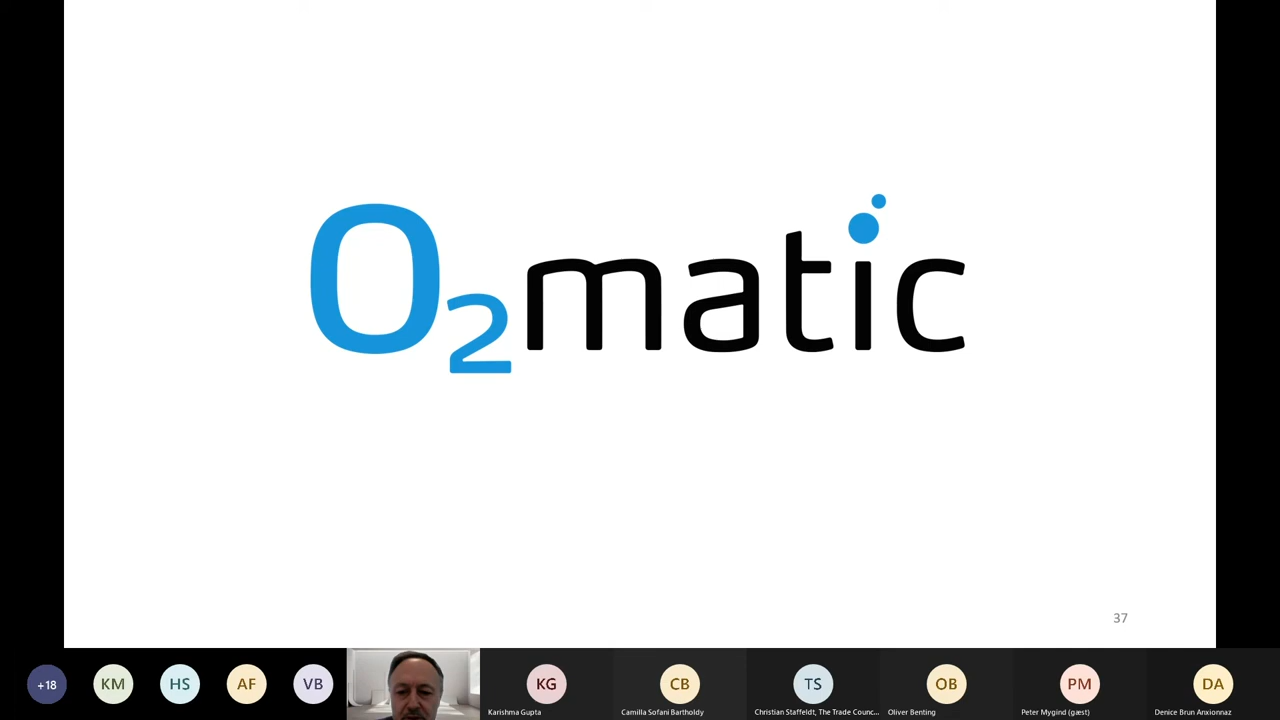 O2matic
37
+18
KM
HS
AF
VB
KG
CB
TS
OB
PM
DA
Karishma Gupta
Camilla Sofani Bartholdy
Christian Staffeldt, The Trade Counc...
Oliver Benting
Peter Mygind (gæst)
Denice Brun Anxionnaz